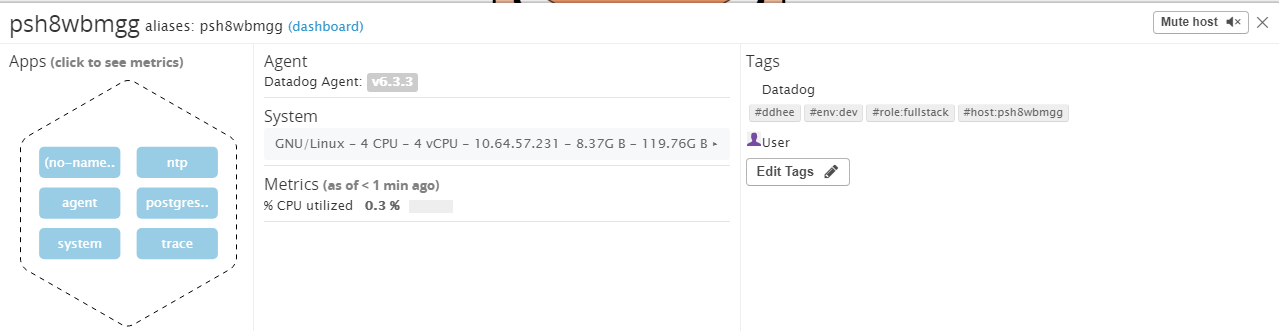 psh8wbmgg aliases: psh8wbmgg (dashboard)
Mute host
Apps (click to see metrics)
(no-name..
ntp
agent
postgres..
system
trace
Agent
Datadog Agent: v6.3.3
System
GNU/Linux - 4 CPU - 4 vCPU - 10.64.57.231 - 8.37G B - 119.76G B
Metrics (as of < 1 min ago)
% CPU utilized 0.3 %
Tags
Datadog
#ddhee #env:dev #role:fullstack #host:psh8wbmgg
User
Edit Tags